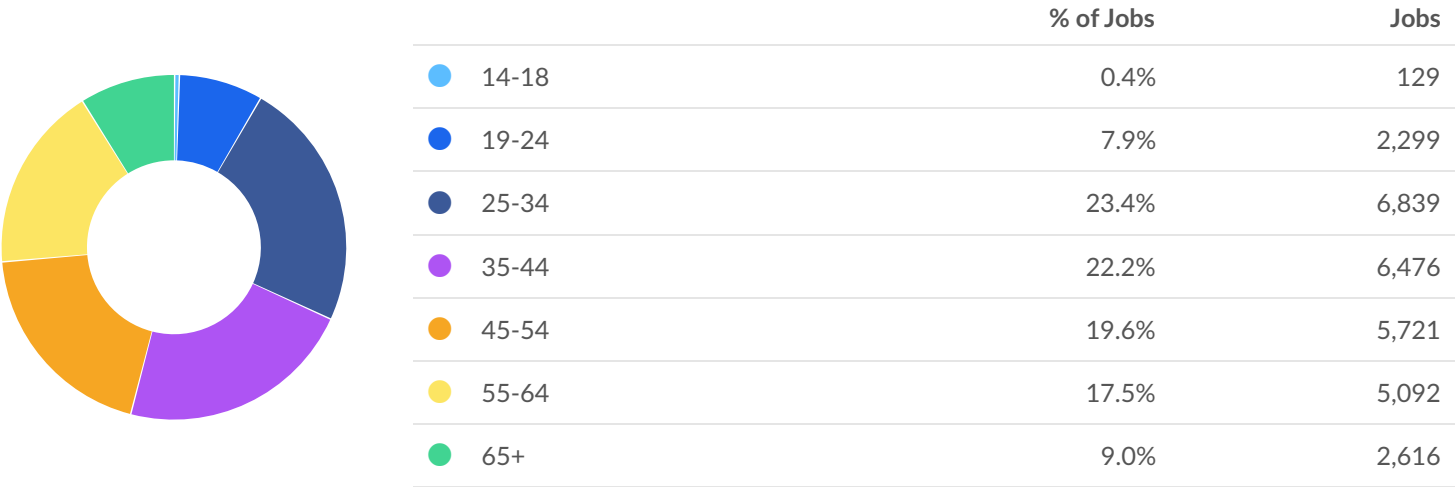 % of Jobs Jobs
14-18 0.4% 129
19-24 7.9% 2,299
25-34 23.4% 6,839
35-44 22.2% 6,476
45-54 19.6% 5,721
55-64 17.5% 5,092
65+ 9.0% 2,616